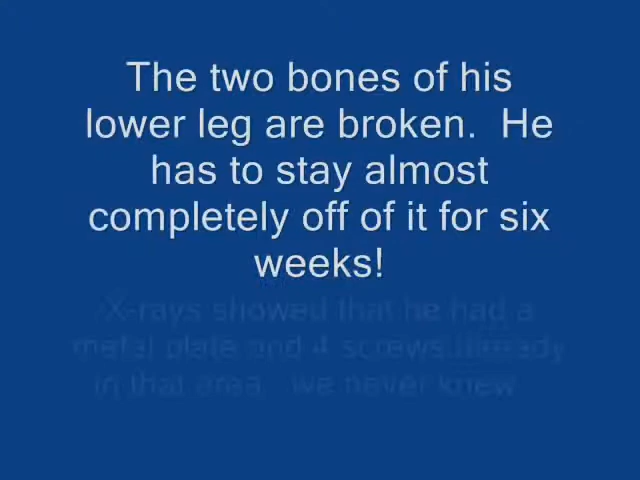 The two bones of his
lower leg are broken.  He
has to stay almost
completely off of it for six
weeks!
X-rays showed that he had a
metal plate and 4 screws already
in that area.  we never knew